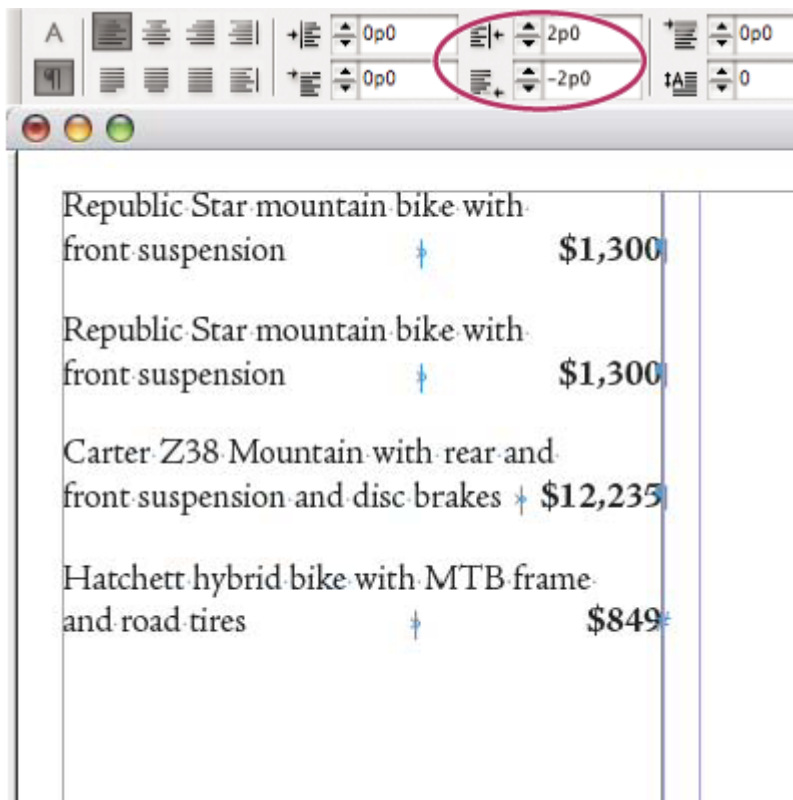 A 0p0 2p0 0p0
¶ 0p0 -2p0 A 0
Republic Star mountain bike with
front suspension » $1,300¶
Republic Star mountain bike with
front suspension » $1,300¶
Carter Z38 Mountain with rear and
front suspension and disc brakes » $12,235¶
Hatchett hybrid bike with MTB frame
and road tires » $849#